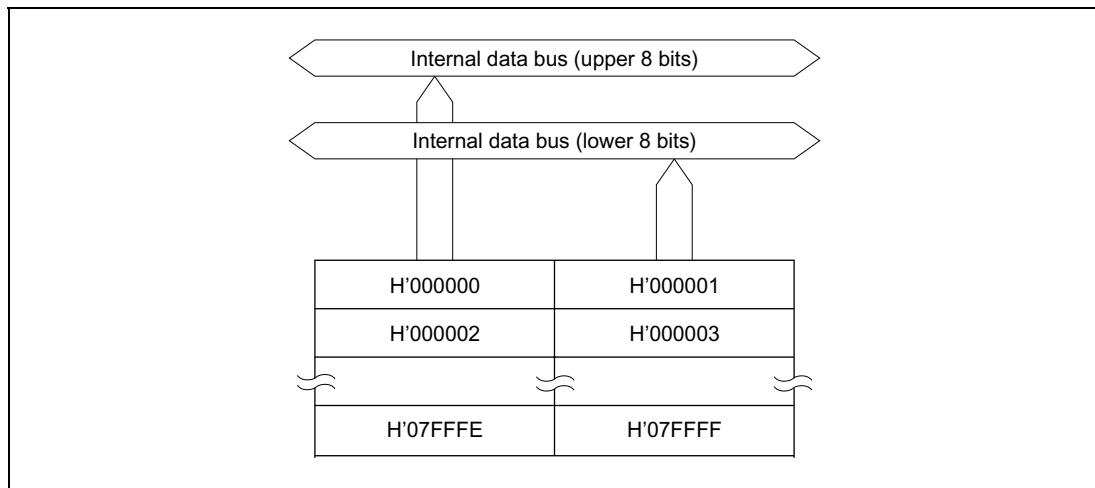 Internal data bus (upper 8 bits)
Internal data bus (lower 8 bits)
H'000000 H'000001
H'000002 H'000003
H'07FFFE H'07FFFF